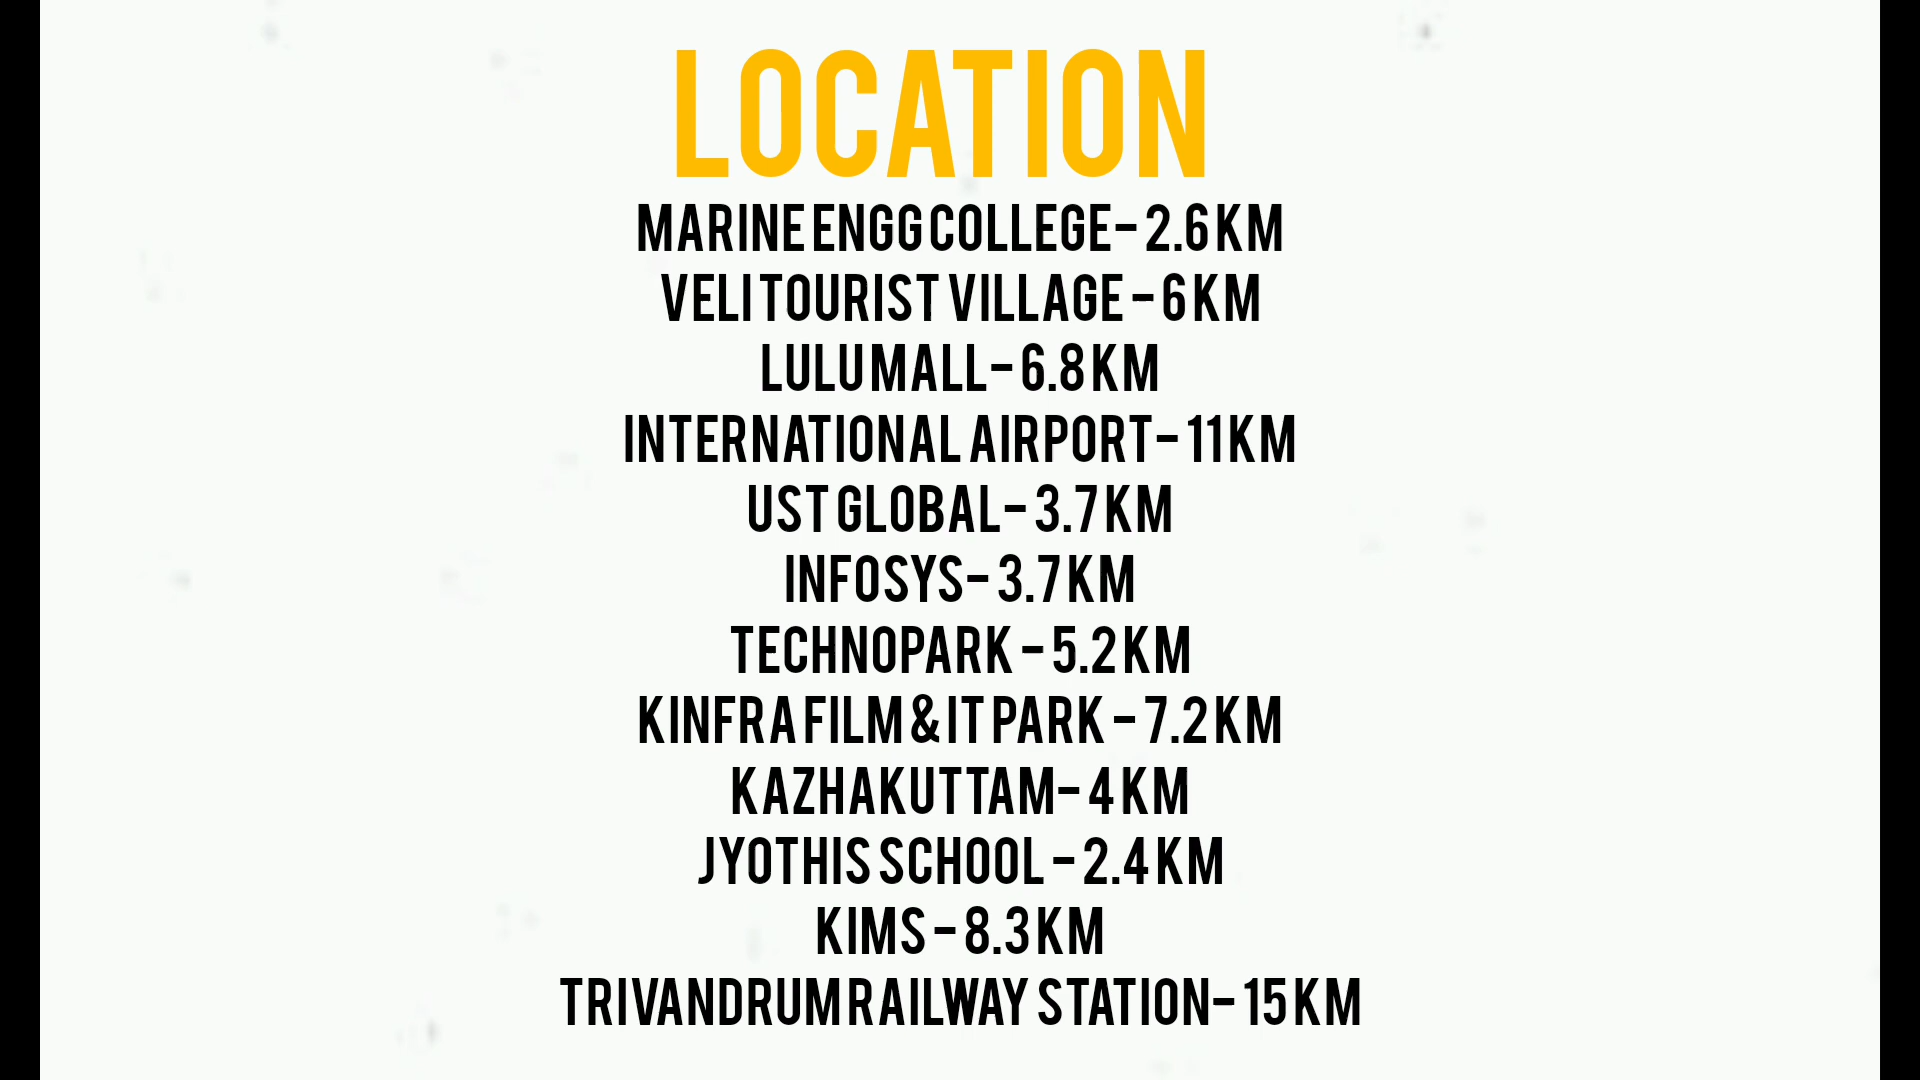 LOCATION
MARINE ENGG COLLEGE- 2.6 KM
VELI TOURIST VILLAGE - 6 KM
LULU MALL- 6.8 KM
INTERNATIONAL AIRPORT- 11 KM
UST GLOBAL- 3.7 KM
INFOSYS- 3.7 KM
TECHNOPARK - 5.2 KM
KINFRA FILM & IT PARK - 7.2 KM
KAZHAKUTTAM- 4 KM
JYOTHIS SCHOOL - 2.4 KM
KIMS - 8.3 KM
TRIVANDRUM RAILWAY STATION- 15 KM